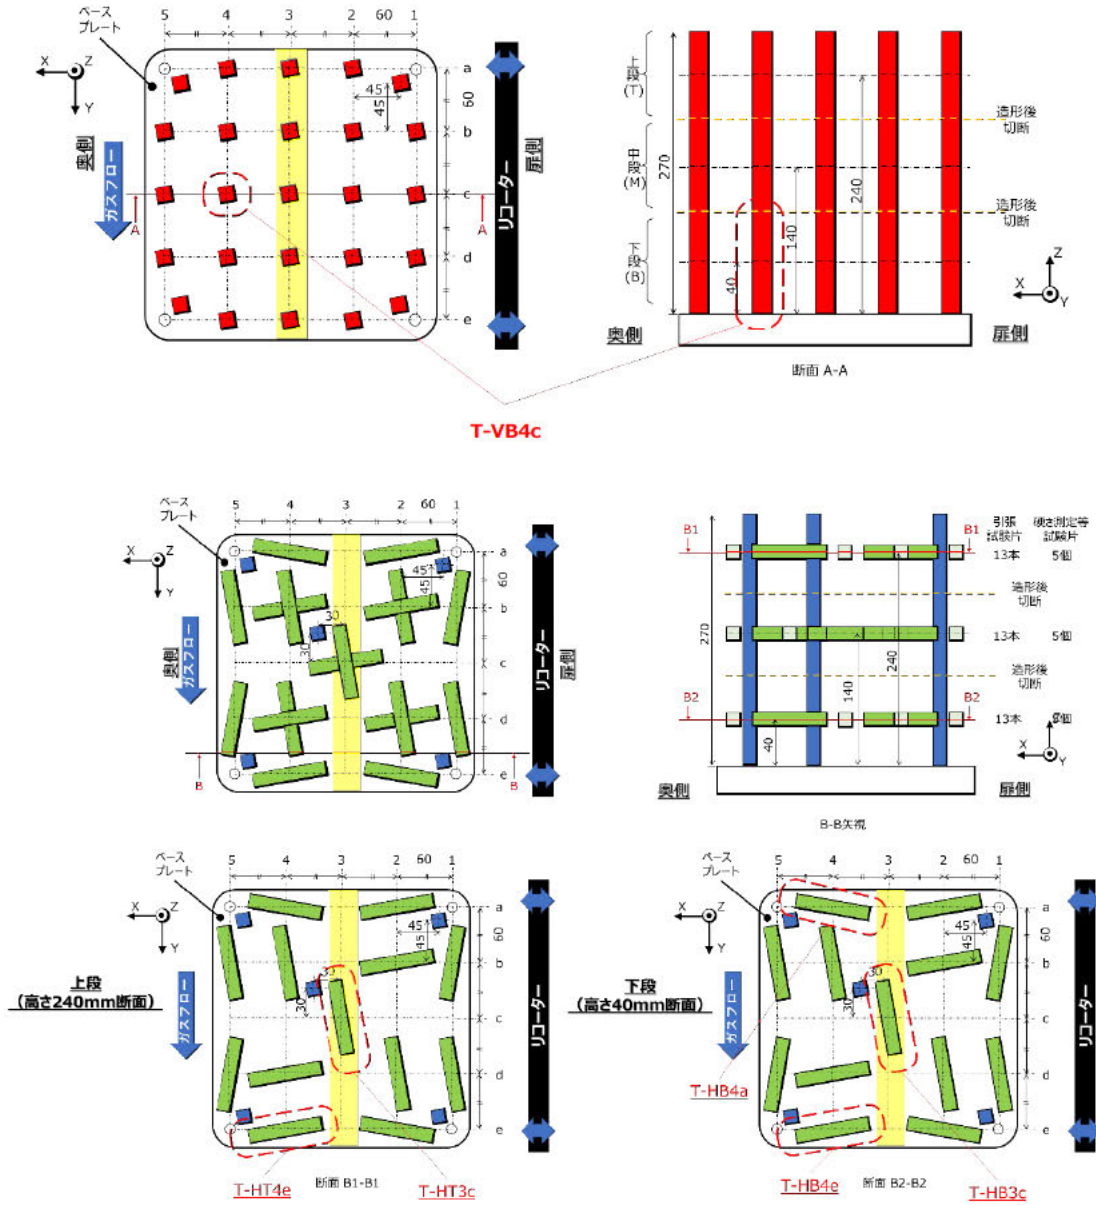 ベース
プレート
5 4 3 2 60 1
X Z
Y
奥側
ガスフロー
a
60
b
c
d
e
45
45
A A
リコーター
扉側
上段(T)
中段(M)
下段(B)
270
40
140
240
造形後
切断
造形後
切断
Z
X
Y
奥側
扉側
断面 A-A
T-VB4c
ベース
プレート
5 4 3 2 60 1
X Z
Y
奥側
ガスフロー
a
60
b
c
d
e
45
45
30
30
B B
リコーター
扉側
B1 B1
引張
試験片
硬さ測定等
試験片
13本 5個
造形後
切断
13本 5個
造形後
切断
B2 B2
13本
270
40
140
240
X
Y
奥側
扉側
B-B矢視
ベース
プレート
5 4 3 2 60 1
X Z
Y
上段
(高さ240mm断面)
ガスフロー
a
60
b
c
d
e
45
45
30
30
リコーター
T-HT4e
断面 B1-B1
T-HT3c
ベース
プレート
5 4 3 2 60 1
X Z
Y
下段
(高さ40mm断面)
ガスフロー
a
60
b
c
d
e
45
45
30
30
リコーター
T-HB4a
T-HB4e
断面 B2-B2
T-HB3c